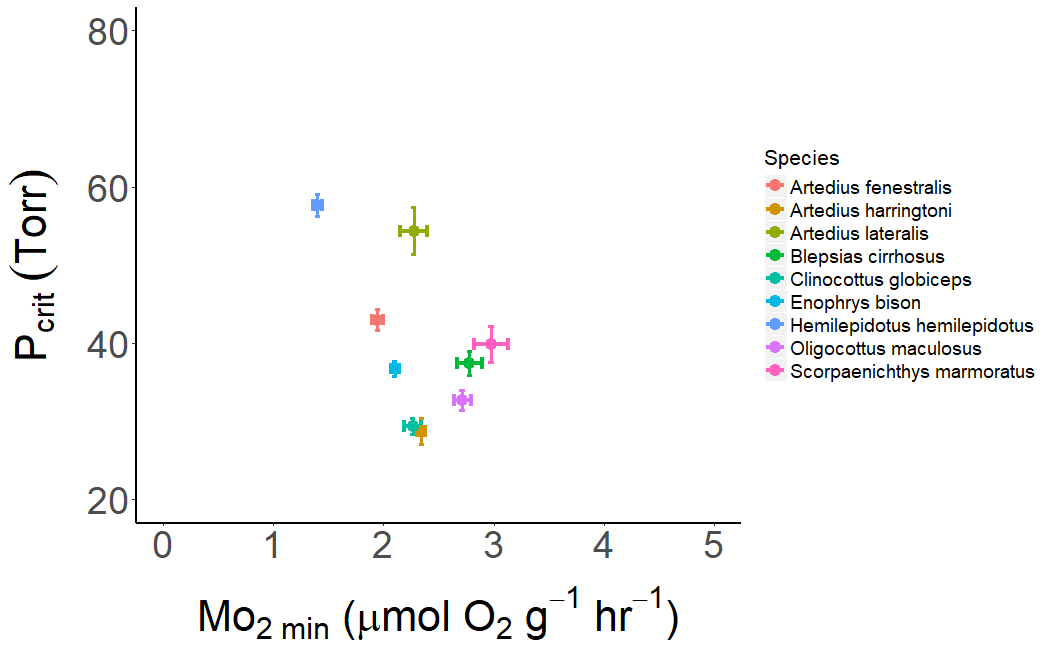 80
60
40
20
P_crit (Torr)
0 1 2 3 4 5
Mo₂ min (μmol O₂ g⁻¹ hr⁻¹)
Species
Artedius fenestralis
Artedius harringtoni
Artedius lateralis
Blepsias cirrhosus
Clinocottus globiceps
Enophrys bison
Hemilepidotus hemilepidotus
Oligocottus maculosus
Scorpaenichthys marmoratus